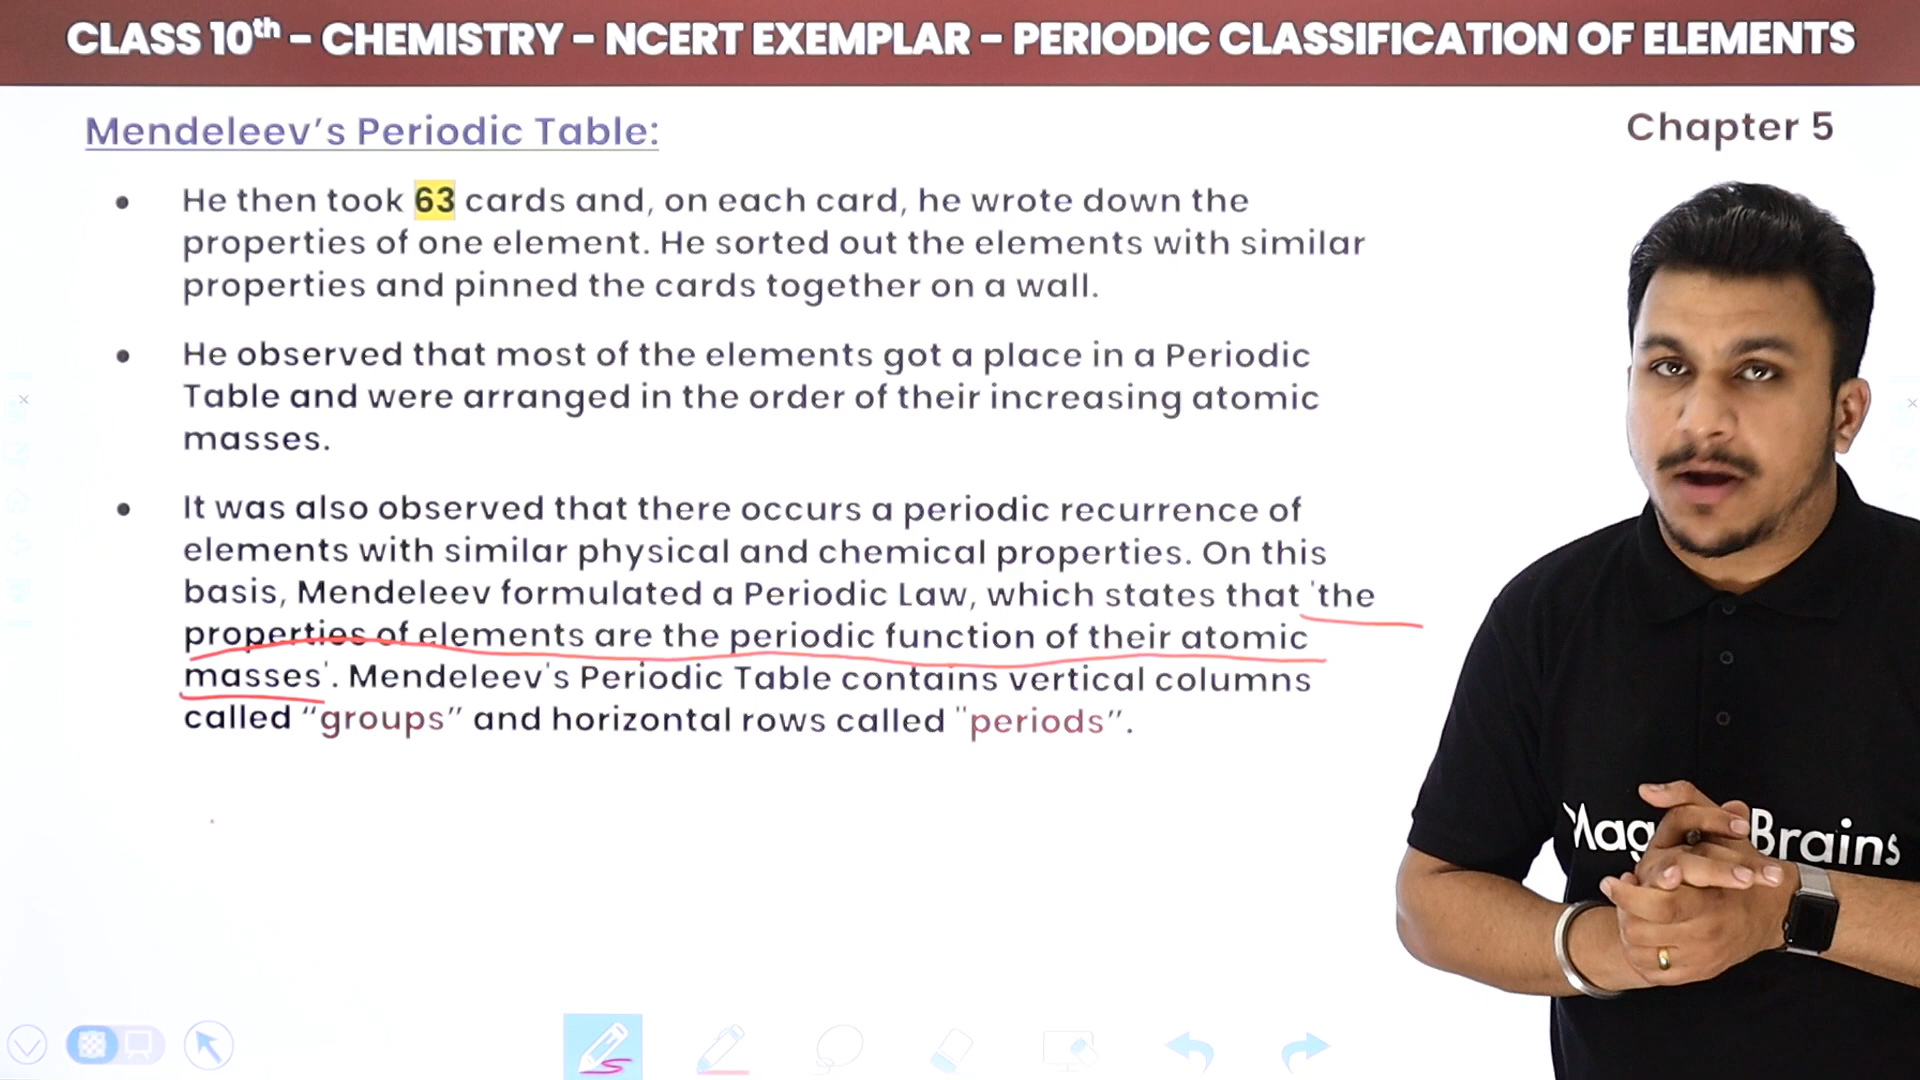 CLASS 10th – CHEMISTRY – NCERT EXEMPLAR – PERIODIC CLASSIFICATION OF ELEMENTS
Mendeleev’s Periodic Table:
Chapter 5
• He then took 63 cards and, on each card, he wrote down the
properties of one element. He sorted out the elements with similar
properties and pinned the cards together on a wall.
• He observed that most of the elements got a place in a Periodic
Table and were arranged in the order of their increasing atomic
masses.
• It was also observed that there occurs a periodic recurrence of
elements with similar physical and chemical properties. On this
basis, Mendeleev formulated a Periodic Law, which states that 'the
properties of elements are the periodic function of their atomic
masses'. Mendeleev's Periodic Table contains vertical columns
called “groups” and horizontal rows called "periods”.
Brains